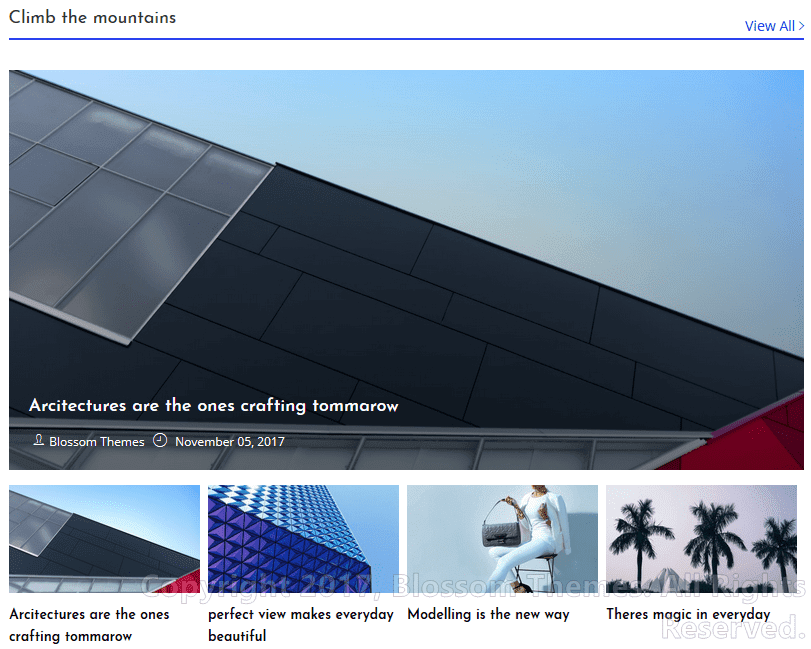 Climb the mountains
View All >
Arcitectures are the ones crafting tommarow
Blossom Themes November 05, 2017
Copyright 2017, Blossom Themes. All Rights
Reserved.
Arcitectures are the ones
crafting tommarow
perfect view makes everyday
beautiful
Modelling is the new way
Theres magic in everyday